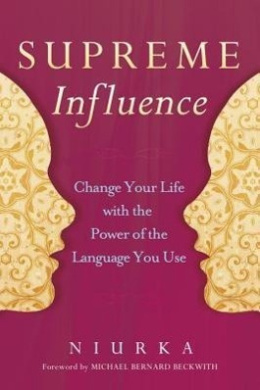 SUPREME
Influence
Change Your Life
with the
Power of the
Language You Use
NIURKA
Foreword by MICHAEL BERNARD BECKWITH